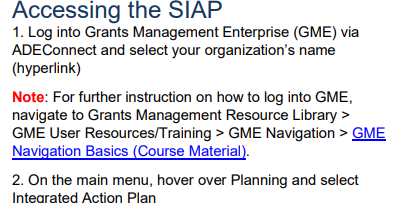 Accessing the SIAP
1. Log into Grants Management Enterprise (GME) via
ADEConnect and select your organization's name
(hyperlink)
Note: For further instruction on how to log into GME,
navigate to Grants Management Resource Library >
GME User Resources/Training > GME Navigation > GME
Navigation Basics (Course Material).
2. On the main menu, hover over Planning and select
Integrated Action Plan